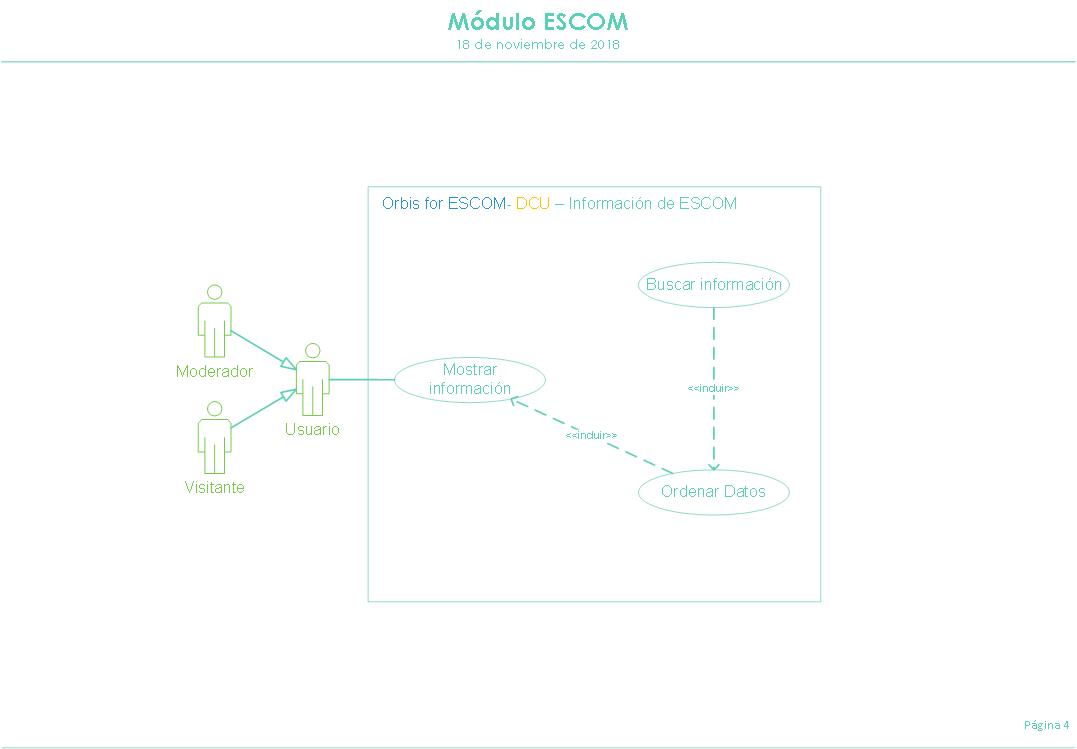 Módulo ESCOM
18 de noviembre de 2018
Orbis for ESCOM- DCU – Información de ESCOM
Buscar información
Moderador
Mostrar
información
<<incluir>>
Usuario
<<incluir>>
Visitante
Ordenar Datos
Página 4